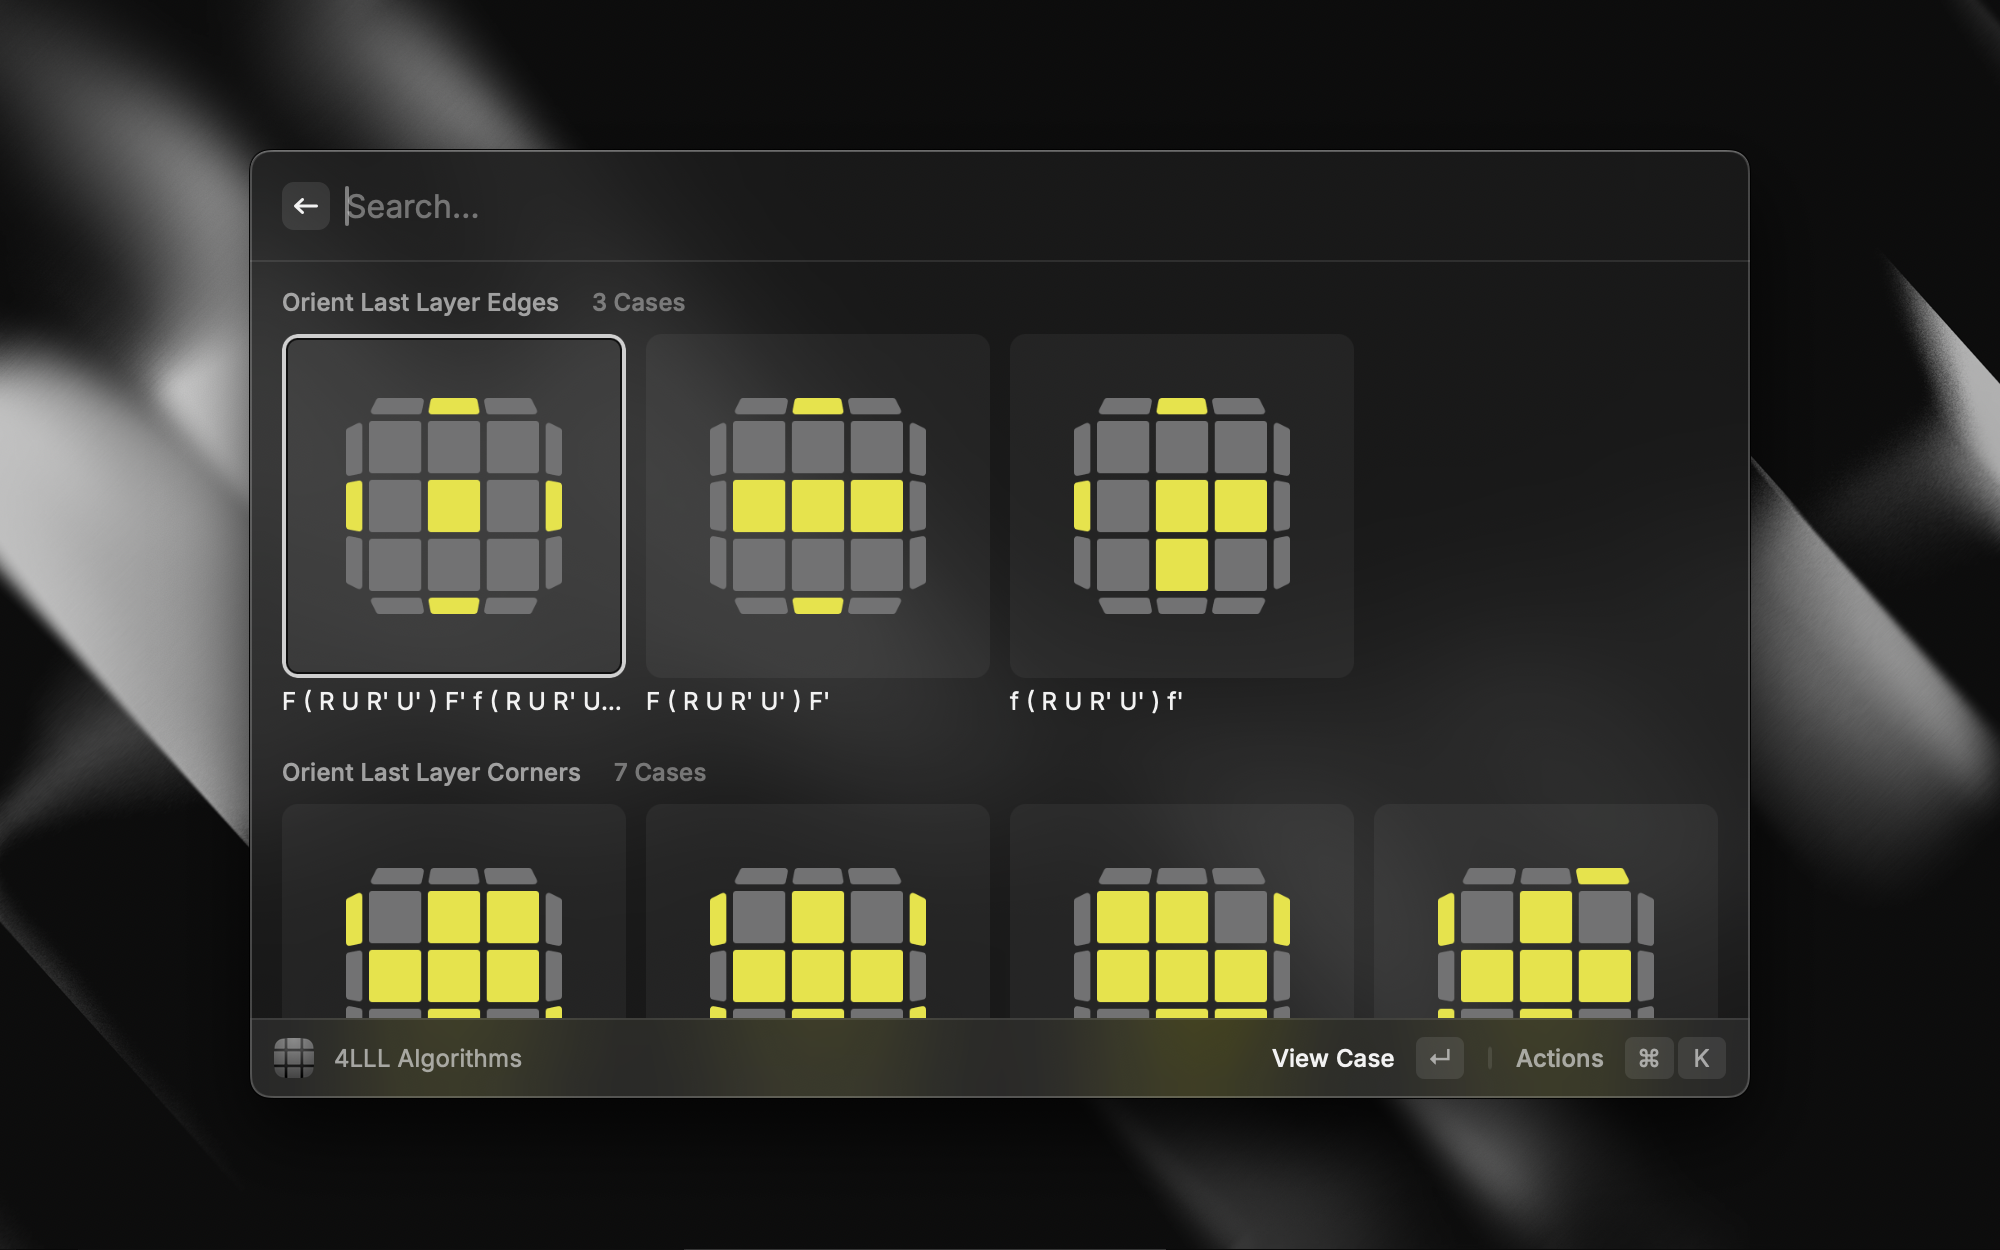 Search...
Orient Last Layer Edges 3 Cases
F ( R U R' U' ) F' f ( R U R' U... F ( R U R' U' ) F' f ( R U R' U' ) f'
Orient Last Layer Corners 7 Cases
4LLL Algorithms View Case ↵ Actions ⌘ K